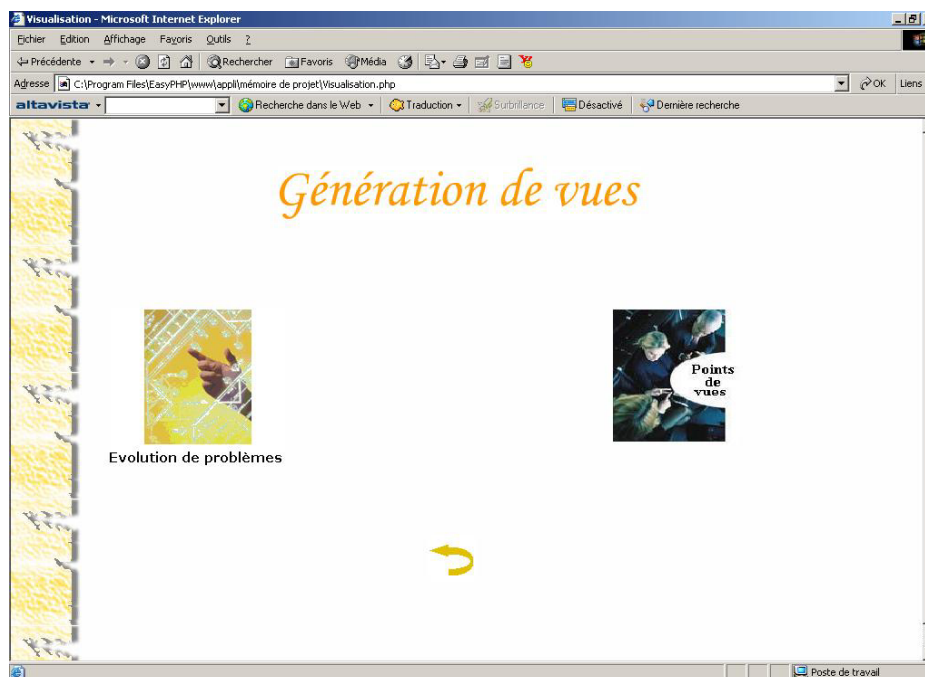 Visualisation - Microsoft Internet Explorer
Fichier Edition Affichage Favoris Outils ?
Précédente Rechercher Favoris Média
Adresse C:\Program Files\EasyPHP\www\appli\mémoire de projet\Visualisation.php OK Liens
altavista Recherche dans le Web Traduction Surbrillance Désactivé Dernière recherche
Génération de vues
Points
de
vues
Evolution de problèmes
Poste de travail